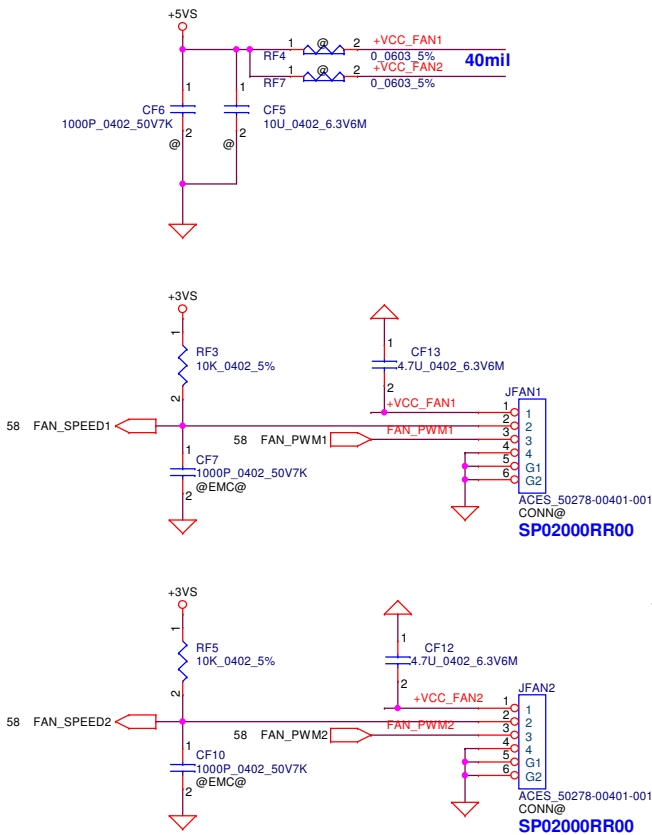 +5VS
1 @ 2 +VCC_FAN1
RF4 0_0603_5% 40mil
1 @ 2 +VCC_FAN2
RF7 0_0603_5%
1 1
CF6 CF5
1000P_0402_50V7K 10U_0402_6.3V6M
2 2
@ @
+3VS
1
RF3
10K_0402_5%
2
1
CF13
4.7U_0402_6.3V6M
2
+VCC_FAN1
JFAN1
1 1
58 FAN_SPEED1
2 2
58 FAN_PWM1 FAN_PWM1 3 3
4 4
5 G1
6 G2
1
CF7
1000P_0402_50V7K
@EMC@
2
ACES_50278-00401-001
CONN@
SP02000RR00
+3VS
1
RF5
10K_0402_5%
2
1
CF12
4.7U_0402_6.3V6M
2
+VCC_FAN2
JFAN2
1 1
58 FAN_SPEED2
2 2
58 FAN_PWM2 FAN_PWM2 3 3
4 4
5 G1
6 G2
1
CF10
1000P_0402_50V7K
@EMC@
2
ACES_50278-00401-001
CONN@
SP02000RR00